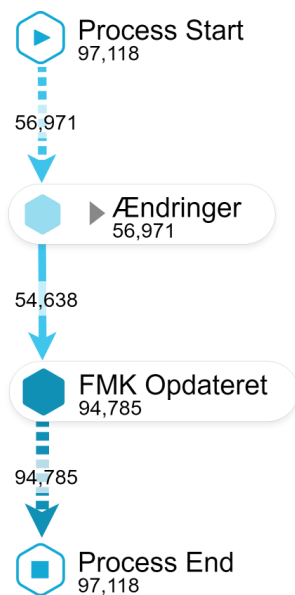 Process Start
97,118
56,971
Ændringer
56,971
54,638
FMK Opdateret
94,785
94,785
Process End
97,118